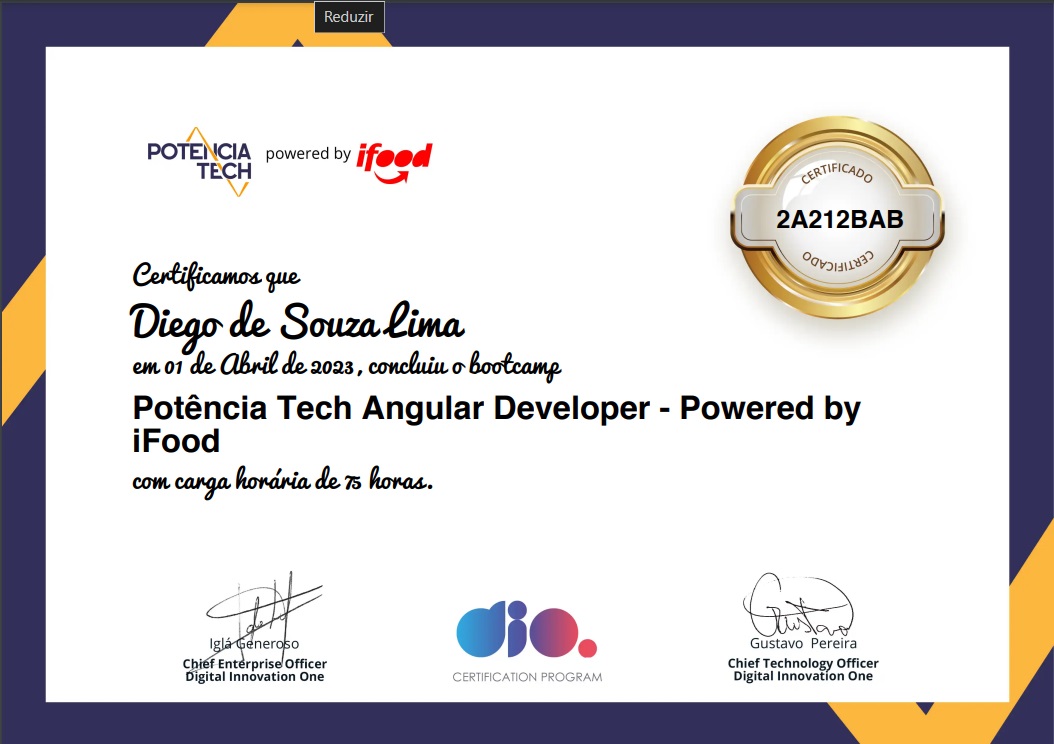 Reduzir
POTÊNCIA
TECH
powered by
ifood
CERTIFICADO
2A212BAB
CERTIFICADO
Certificamos que
Diego de Souza Lima
em 01 de Abril de 2023, concluiu o bootcamp
Potência Tech Angular Developer - Powered by
iFood
com carga horária de 75 horas.
Iglá Generoso
Chief Enterprise Officer
Digital Innovation One
dio.
CERTIFICATION PROGRAM
Gustavo
Gustavo Pereira
Chief Technology Officer
Digital Innovation One